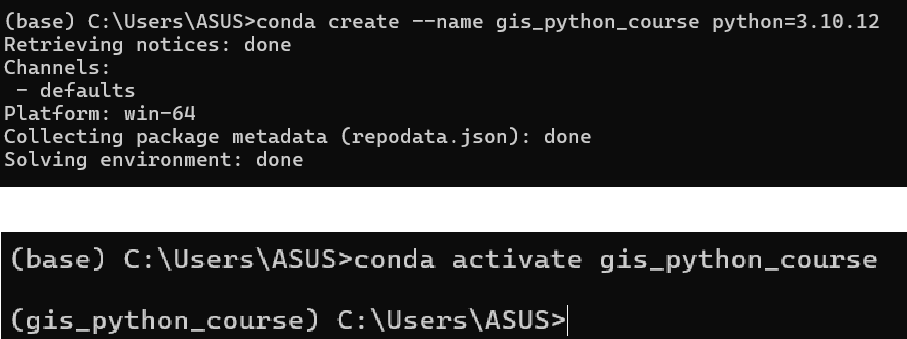 (base) C:\Users\ASUS>conda create --name gis_python_course python=3.10.12
Retrieving notices: done
Channels:
 - defaults
Platform: win-64
Collecting package metadata (repodata.json): done
Solving environment: done
(base) C:\Users\ASUS>conda activate gis_python_course
(gis_python_course) C:\Users\ASUS>